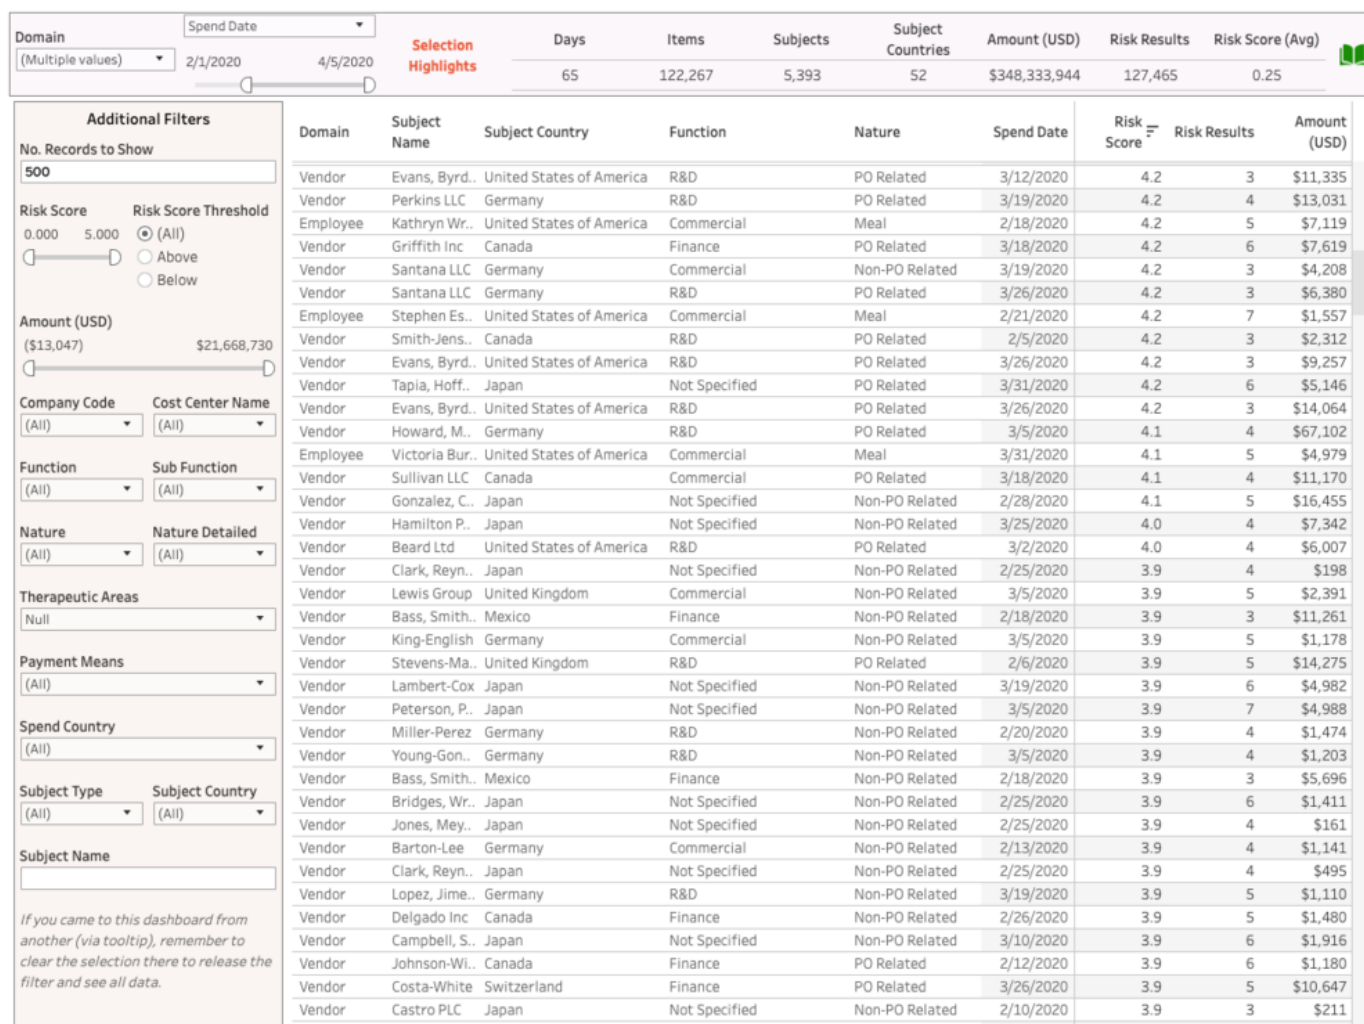 Domain
(Multiple values)
Spend Date
2/1/2020 4/5/2020
Selection Highlights
Days Items Subjects Subject Countries Amount (USD) Risk Results Risk Score (Avg)
65 122,267 5,393 52 $348,333,944 127,465 0.25
Additional Filters
No. Records to Show
500
Risk Score Risk Score Threshold
0.000 5.000 (All)
Above
Below
Amount (USD)
($13,047) $21,668,730
Company Code Cost Center Name
(All) (All)
Function Sub Function
(All) (All)
Nature Nature Detailed
(All) (All)
Therapeutic Areas
Null
Payment Means
(All)
Spend Country
(All)
Subject Type Subject Country
(All) (All)
Subject Name
If you came to this dashboard from
another (via tooltip), remember to
clear the selection there to release the
filter and see all data.
Domain Subject Name Subject Country Function Nature Spend Date Risk Score Risk Results Amount (USD)
Vendor Evans, Byrd.. United States of America R&D PO Related 3/12/2020 4.2 3 $11,335
Vendor Perkins LLC Germany R&D PO Related 3/19/2020 4.2 4 $13,031
Employee Kathryn Wr.. United States of America Commercial Meal 2/18/2020 4.2 5 $7,119
Vendor Griffith Inc Canada Finance PO Related 3/18/2020 4.2 6 $7,619
Vendor Santana LLC Germany Commercial Non-PO Related 3/19/2020 4.2 3 $4,208
Vendor Santana LLC Germany R&D PO Related 3/26/2020 4.2 3 $6,380
Employee Stephen Es.. United States of America Commercial Meal 2/21/2020 4.2 7 $1,557
Vendor Smith-Jens.. Canada R&D PO Related 2/5/2020 4.2 3 $2,312
Vendor Evans, Byrd.. United States of America R&D PO Related 3/26/2020 4.2 3 $9,257
Vendor Tapia, Hoff.. Japan Not Specified PO Related 3/31/2020 4.2 6 $5,146
Vendor Evans, Byrd.. United States of America R&D PO Related 3/26/2020 4.2 3 $14,064
Vendor Howard, M.. Germany R&D PO Related 3/5/2020 4.1 4 $67,102
Employee Victoria Bur.. United States of America Commercial Meal 3/31/2020 4.1 5 $4,979
Vendor Sullivan LLC Canada Commercial PO Related 3/18/2020 4.1 4 $11,170
Vendor Gonzalez, C.. Japan Not Specified Non-PO Related 2/28/2020 4.1 5 $16,455
Vendor Hamilton P.. Japan Not Specified Non-PO Related 3/25/2020 4.0 4 $7,342
Vendor Beard Ltd United States of America R&D PO Related 3/2/2020 4.0 4 $6,007
Vendor Clark, Reyn.. Japan Not Specified Non-PO Related 2/25/2020 3.9 4 $198
Vendor Lewis Group United Kingdom Commercial Non-PO Related 3/5/2020 3.9 5 $2,391
Vendor Bass, Smith.. Mexico Finance Non-PO Related 2/18/2020 3.9 3 $11,261
Vendor King-English Germany Commercial Non-PO Related 3/5/2020 3.9 5 $1,178
Vendor Stevens-Ma.. United Kingdom R&D PO Related 2/6/2020 3.9 5 $14,275
Vendor Lambert-Cox Japan Not Specified Non-PO Related 3/19/2020 3.9 6 $4,982
Vendor Peterson, P.. Japan Not Specified Non-PO Related 3/5/2020 3.9 7 $4,988
Vendor Miller-Perez Germany R&D Non-PO Related 2/20/2020 3.9 4 $1,474
Vendor Young-Gon.. Germany R&D Non-PO Related 3/5/2020 3.9 4 $1,203
Vendor Bass, Smith.. Mexico Finance Non-PO Related 2/18/2020 3.9 3 $5,696
Vendor Bridges, Wr.. Japan Not Specified Non-PO Related 2/25/2020 3.9 6 $1,411
Vendor Jones, Mey.. Japan Not Specified Non-PO Related 2/25/2020 3.9 4 $161
Vendor Barton-Lee Germany Commercial Non-PO Related 2/13/2020 3.9 4 $1,141
Vendor Clark, Reyn.. Japan Not Specified Non-PO Related 2/25/2020 3.9 4 $495
Vendor Lopez, Jime.. Germany R&D Non-PO Related 3/19/2020 3.9 5 $1,110
Vendor Delgado Inc Canada Finance Non-PO Related 2/26/2020 3.9 5 $1,480
Vendor Campbell, S.. Japan Not Specified Non-PO Related 3/10/2020 3.9 6 $1,916
Vendor Johnson-Wi.. Canada Finance PO Related 2/12/2020 3.9 6 $1,180
Vendor Costa-White Switzerland Finance PO Related 3/26/2020 3.9 5 $10,647
Vendor Castro PLC Japan Not Specified Non-PO Related 2/10/2020 3.9 3 $211